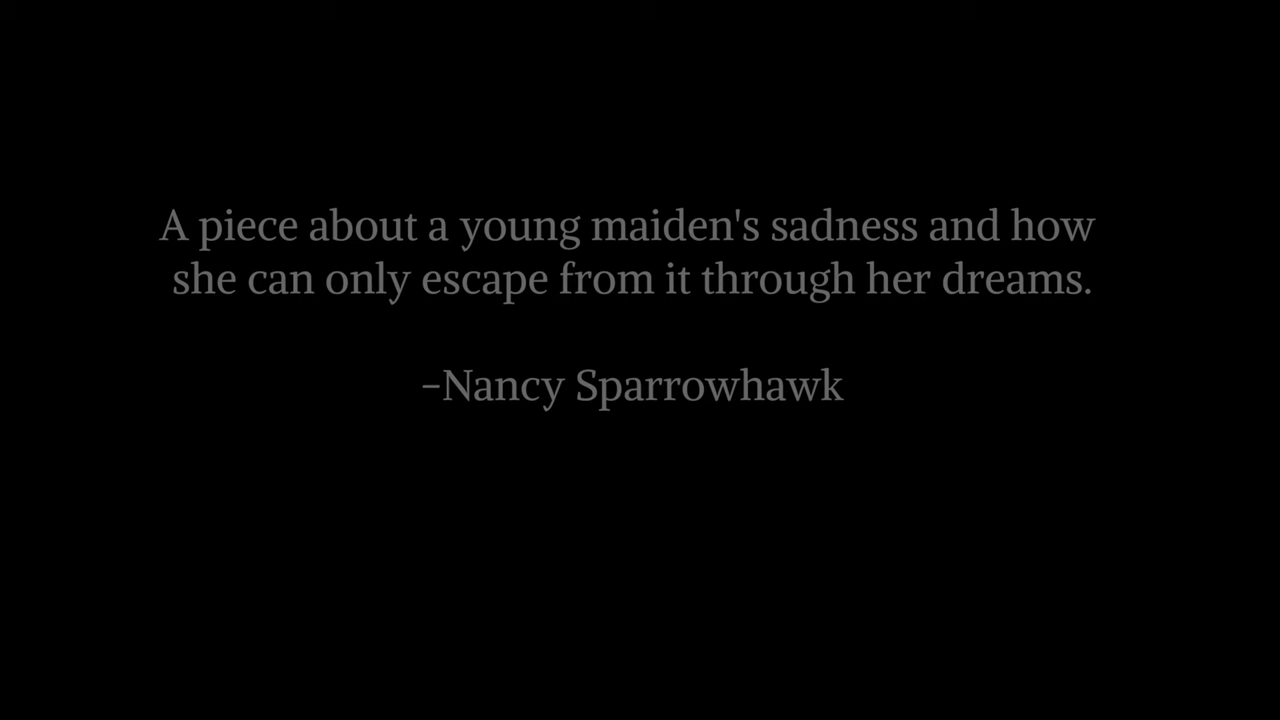 A piece about a young maiden's sadness and how
she can only escape from it through her dreams.
–Nancy Sparrowhawk